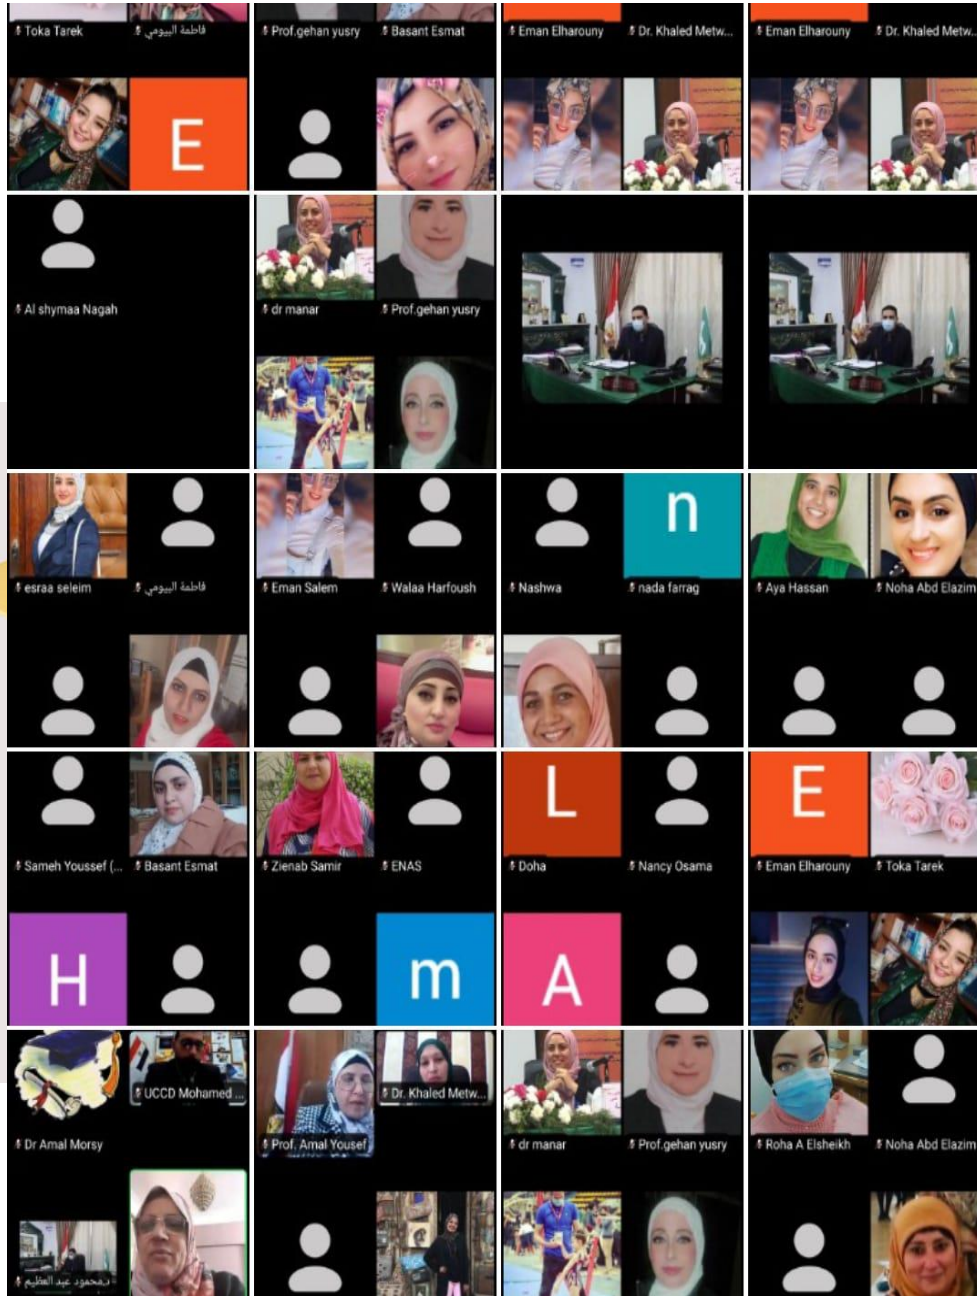 Toka Tarek
فاطمة البيومي
Prof.gehan yusry
Basant Esmat
Eman Elharouny
Dr. Khaled Metw...
Eman Elharouny
Dr. Khaled Metw...
E
Al shymaa Nagah
dr manar
Prof.gehan yusry
n
esraa seleim
فاطمة البيومي
Eman Salem
Walaa Harfoush
Nashwa
nada farrag
Aya Hassan
Noha Abd Elazim
L
E
Sameh Youssef (...
Basant Esmat
Zienab Samir
ENAS
Doha
Nancy Osama
Eman Elharouny
Toka Tarek
H
m
A
UCCD Mohamed ...
Dr. Khaled Metw...
Dr Amal Morsy
Prof. Amal Yousef
dr manar
Prof.gehan yusry
Roha A Elsheikh
Noha Abd Elazim
د.محمود عبد العظيم